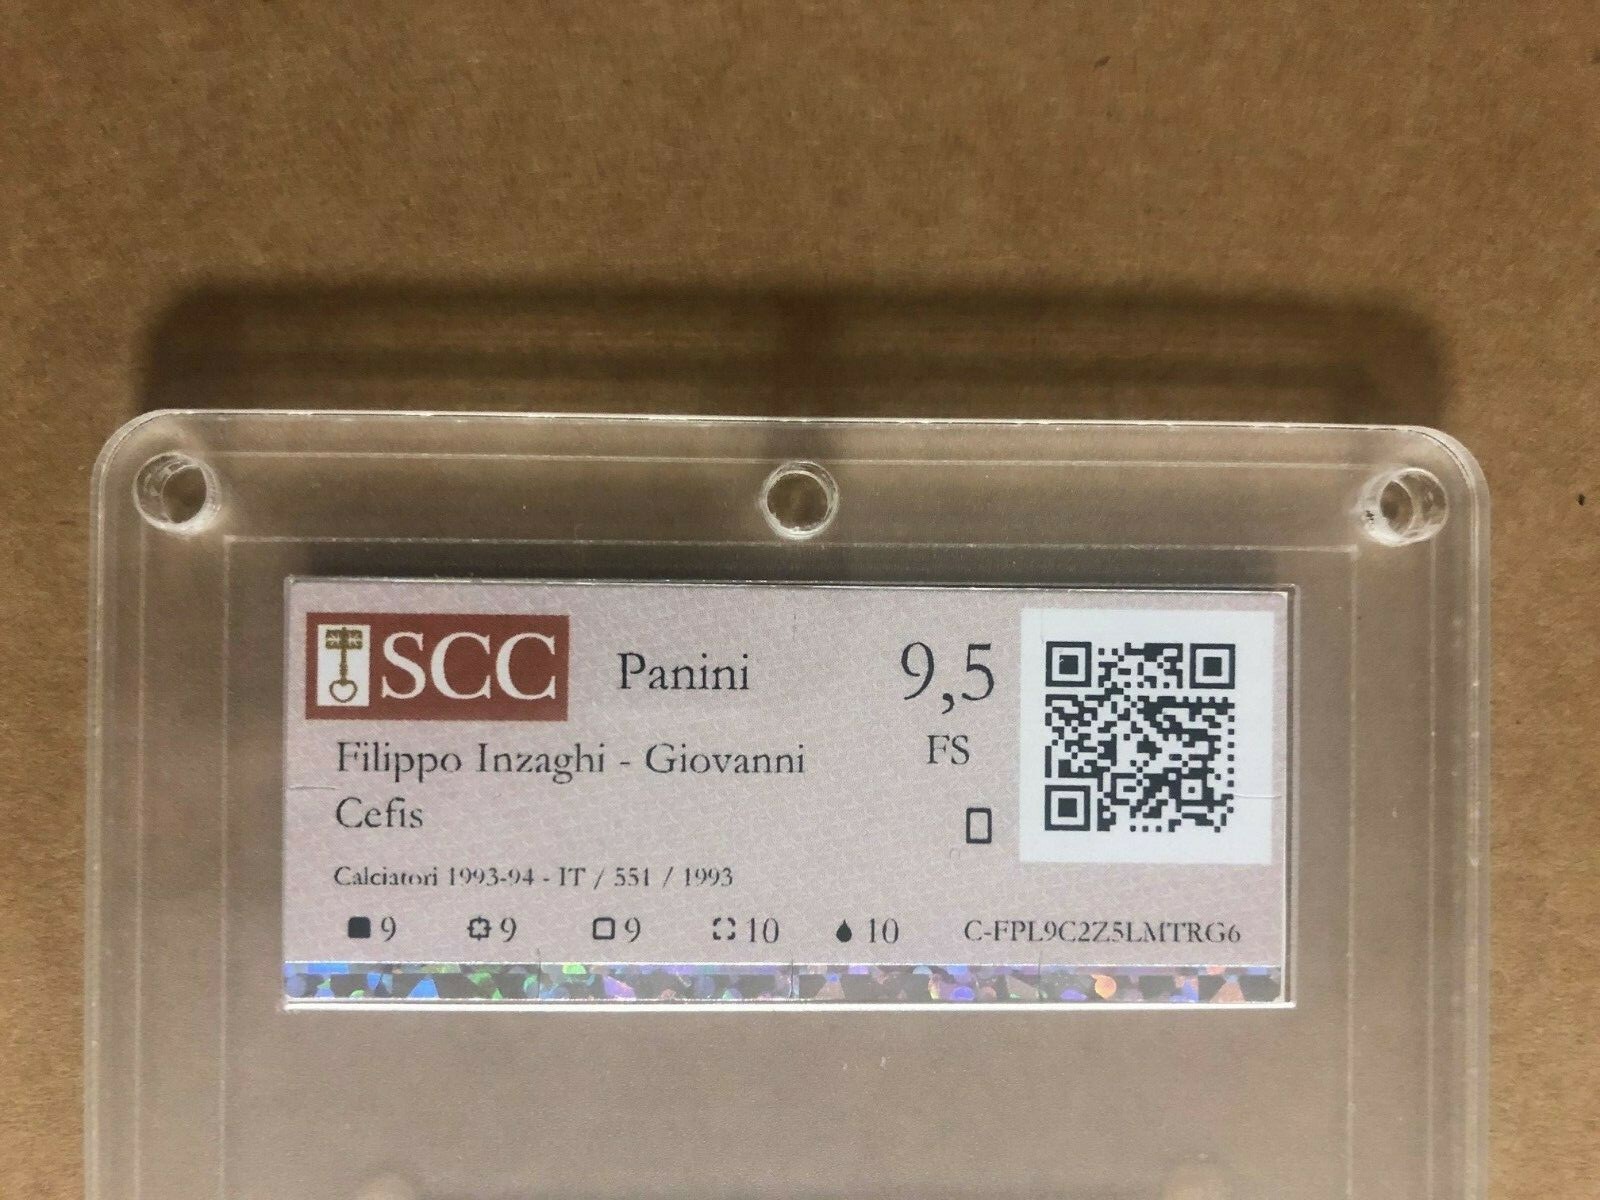 SCC Panini 9,5
FS
Filippo Inzaghi - Giovanni
Cefis
Calciatori 1993-94 - IT / 551 / 1993
9 9 9 10 10 C-FPL9C2Z5LMTRG6